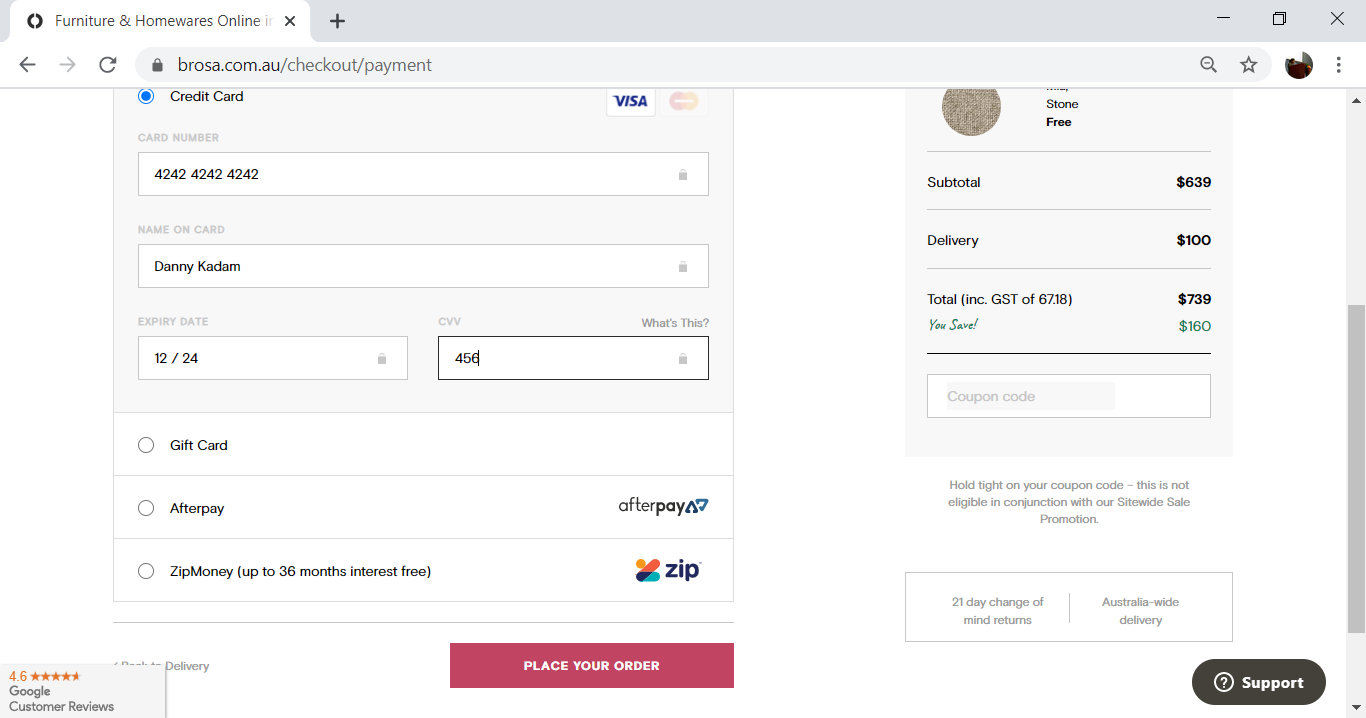 Furniture & Homewares Online in
brosa.com.au/checkout/payment
Credit Card
VISA
CARD NUMBER
4242 4242 4242
NAME ON CARD
Danny Kadam
EXPIRY DATE
12 / 24
CVV
What's This?
456
Gift Card
Afterpay
afterpay
ZipMoney (up to 36 months interest free)
zip
Back to Delivery
PLACE YOUR ORDER
4.6
Google
Customer Reviews
Stone
Free
Subtotal
$639
Delivery
$100
Total (inc. GST of 67.18)
$739
You Save!
$160
Coupon code
Hold tight on your coupon code – this is not
eligible in conjunction with our Sitewide Sale
Promotion.
21 day change of
mind returns
Australia-wide
delivery
Support